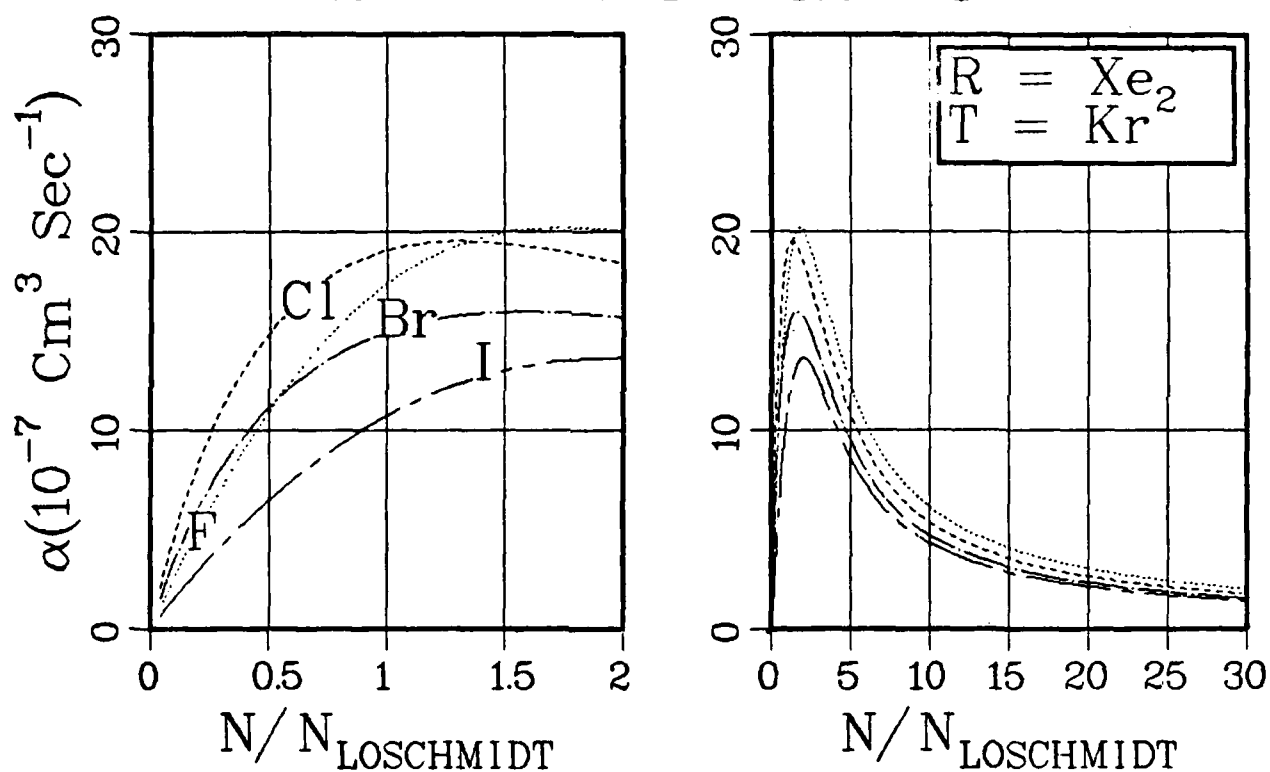 30
20
10
0
α(10⁻⁷ Cm³ Sec⁻¹)
Cl
Br
I
F
0 0.5 1 1.5 2
N/N_LOSCHMIDT
30
20
10
0
R = Xe₂
T = Kr
0 5 10 15 20 25 30
N/N_LOSCHMIDT